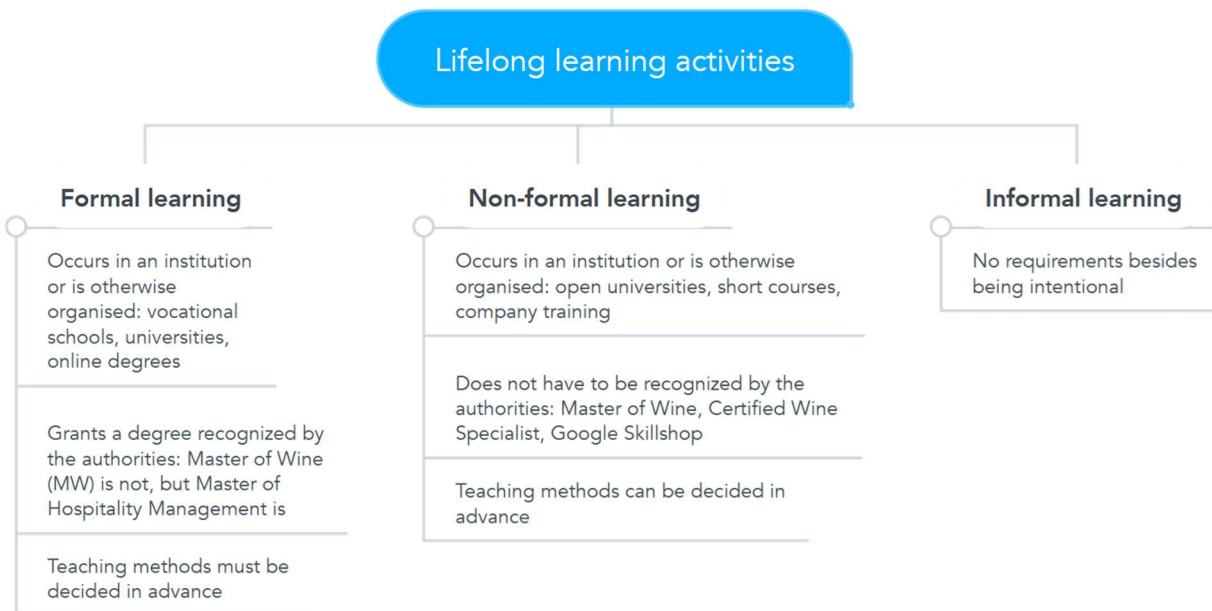 Lifelong learning activities
Formal learning
Occurs in an institution
or is otherwise
organised: vocational
schools, universities,
online degrees
Grants a degree recognized by
the authorities: Master of Wine
(MW) is not, but Master of
Hospitality Management is
Teaching methods must be
decided in advance
Non-formal learning
Occurs in an institution or is otherwise
organised: open universities, short courses,
company training
Does not have to be recognized by the
authorities: Master of Wine, Certified Wine
Specialist, Google Skillshop
Teaching methods can be decided in
advance
Informal learning
No requirements besides
being intentional